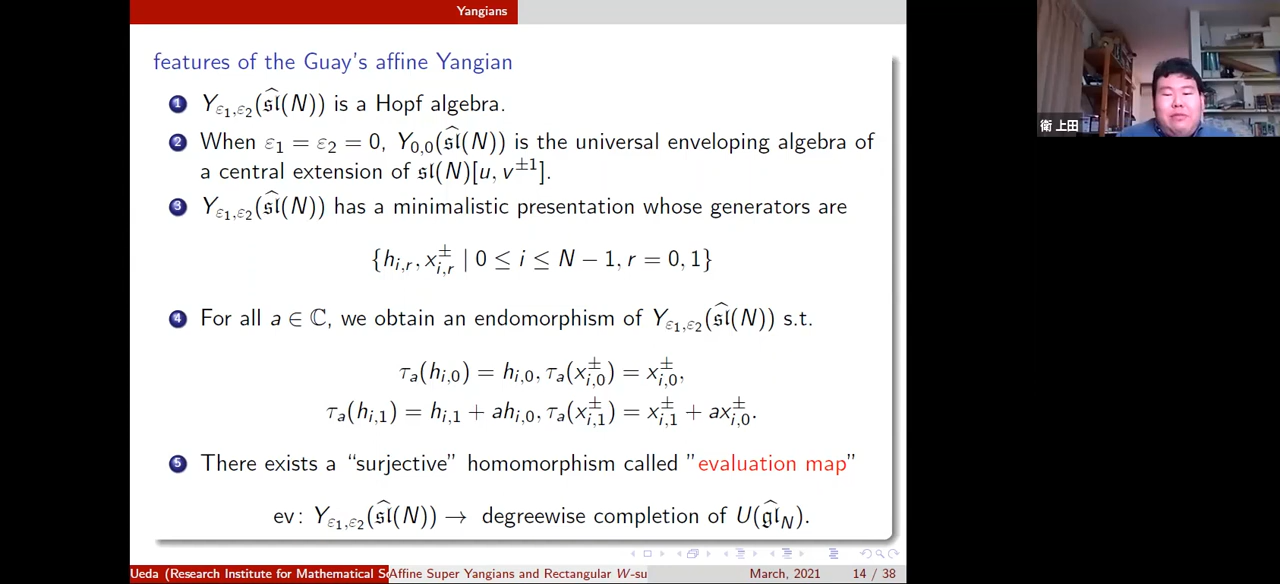 Yangians
features of the Guay's affine Yangian
1 Y_{ε₁,ε₂}(\widehat{𝔰𝔩}(N)) is a Hopf algebra.
2 When ε₁ = ε₂ = 0, Y_{0,0}(\widehat{𝔰𝔩}(N)) is the universal enveloping algebra of
a central extension of 𝔰𝔩(N)[u, v^{±1}].
3 Y_{ε₁,ε₂}(\widehat{𝔰𝔩}(N)) has a minimalistic presentation whose generators are
{h_{i,r}, x^±_{i,r} | 0 ≤ i ≤ N − 1, r = 0, 1}
4 For all a ∈ ℂ, we obtain an endomorphism of Y_{ε₁,ε₂}(\widehat{𝔰𝔩}(N)) s.t.
τ_a(h_{i,0}) = h_{i,0}, τ_a(x^±_{i,0}) = x^±_{i,0},
τ_a(h_{i,1}) = h_{i,1} + ah_{i,0}, τ_a(x^±_{i,1}) = x^±_{i,1} + ax^±_{i,0}.
5 There exists a “surjective” homomorphism called ”evaluation map”
ev: Y_{ε₁,ε₂}(\widehat{𝔰𝔩}(N)) → degreewise completion of U(\widehat{𝔤𝔩}_N).
Ueda (Research Institute for Mathematical S Affine Super Yangians and Rectangular W-su March, 2021 14 / 38
衛 上田